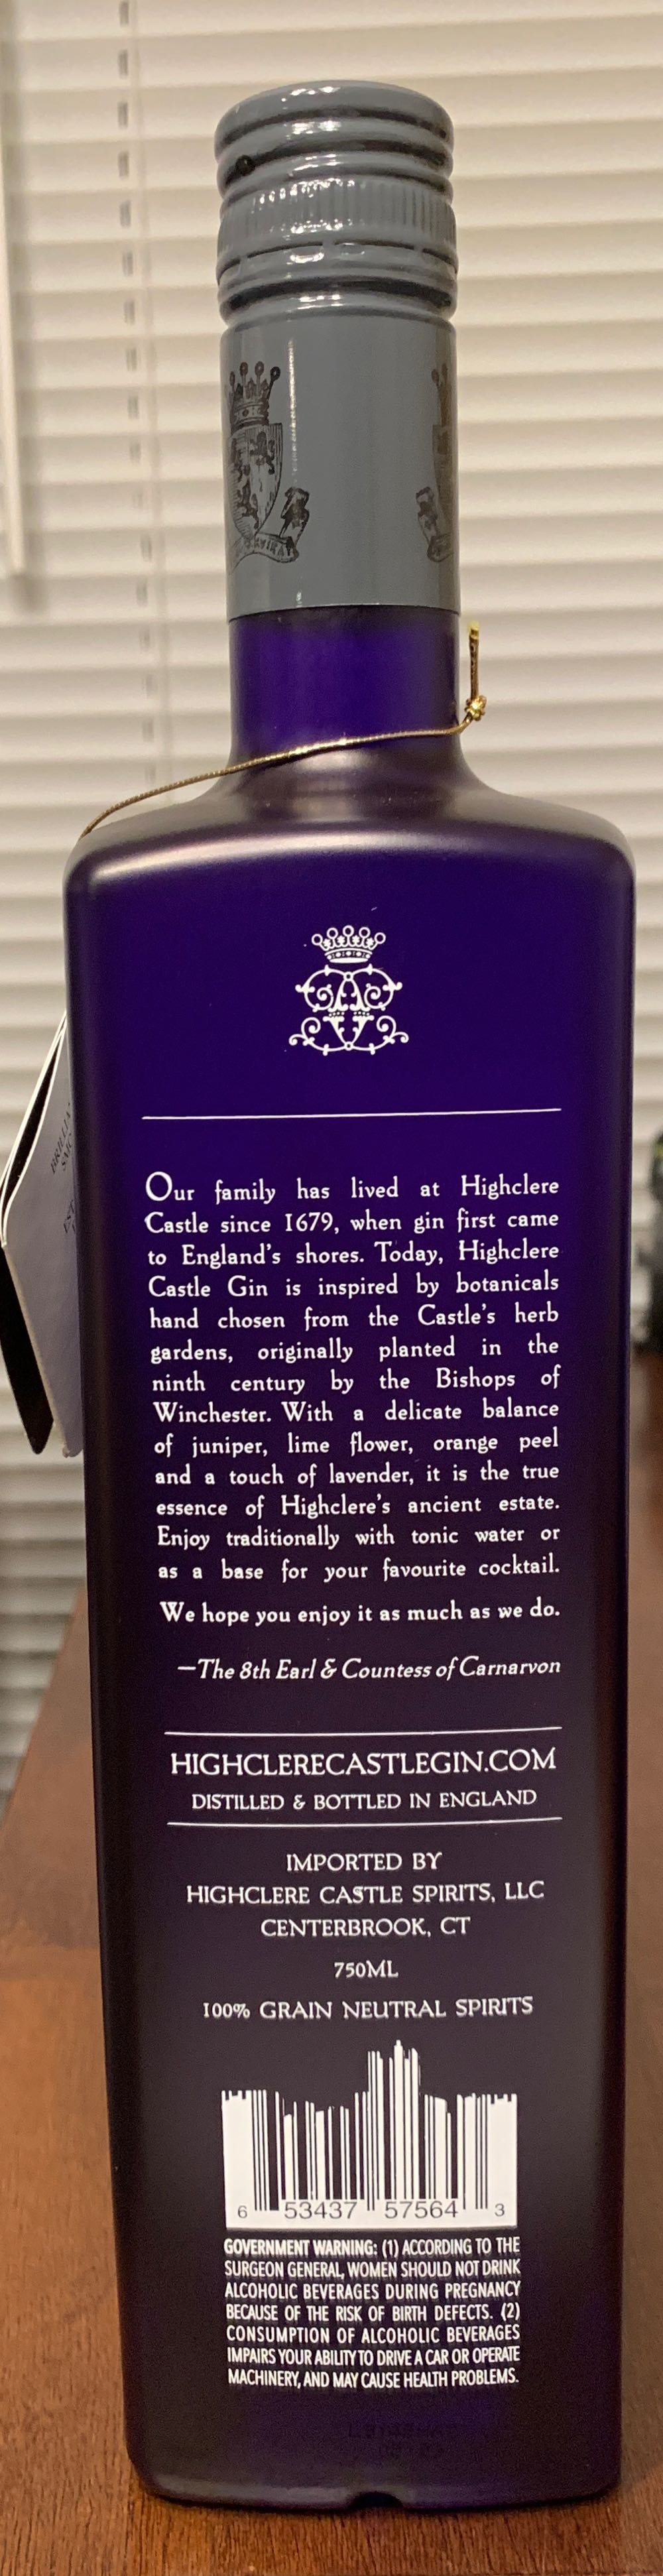 Our family has lived at Highclere
Castle since 1679, when gin first came
to England's shores. Today, Highclere
Castle Gin is inspired by botanicals
hand chosen from the Castle's herb
gardens, originally planted in the
ninth century by the Bishops of
Winchester. With a delicate balance
of juniper, lime flower, orange peel
and a touch of lavender, it is the true
essence of Highclere's ancient estate.
Enjoy traditionally with tonic water or
as a base for your favourite cocktail.
We hope you enjoy it as much as we do.
—The 8th Earl & Countess of Carnarvon
HIGHCLERECASTLEGIN.COM
DISTILLED & BOTTLED IN ENGLAND
IMPORTED BY
HIGHCLERE CASTLE SPIRITS, LLC
CENTERBROOK, CT
750ML
100% GRAIN NEUTRAL SPIRITS
6 53437 57564 3
GOVERNMENT WARNING: (1) ACCORDING TO THE
SURGEON GENERAL, WOMEN SHOULD NOT DRINK
ALCOHOLIC BEVERAGES DURING PREGNANCY
BECAUSE OF THE RISK OF BIRTH DEFECTS. (2)
CONSUMPTION OF ALCOHOLIC BEVERAGES
IMPAIRS YOUR ABILITY TO DRIVE A CAR OR OPERATE
MACHINERY, AND MAY CAUSE HEALTH PROBLEMS.